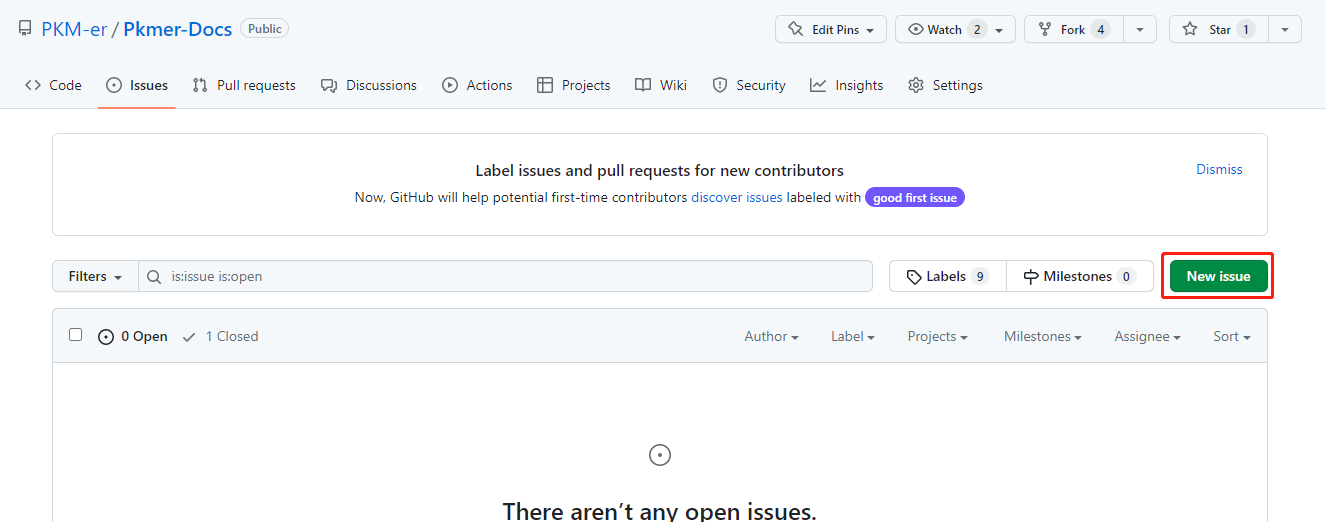 PKM-er / Pkmer-Docs Public Edit Pins Watch 2 Fork 4 Star 1
Code Issues Pull requests Discussions Actions Projects Wiki Security Insights Settings
Label issues and pull requests for new contributors
Dismiss
Now, GitHub will help potential first-time contributors discover issues labeled with good first issue
Filters is:issue is:open Labels 9 Milestones 0 New issue
0 Open 1 Closed Author Label Projects Milestones Assignee Sort
There aren’t any open issues.